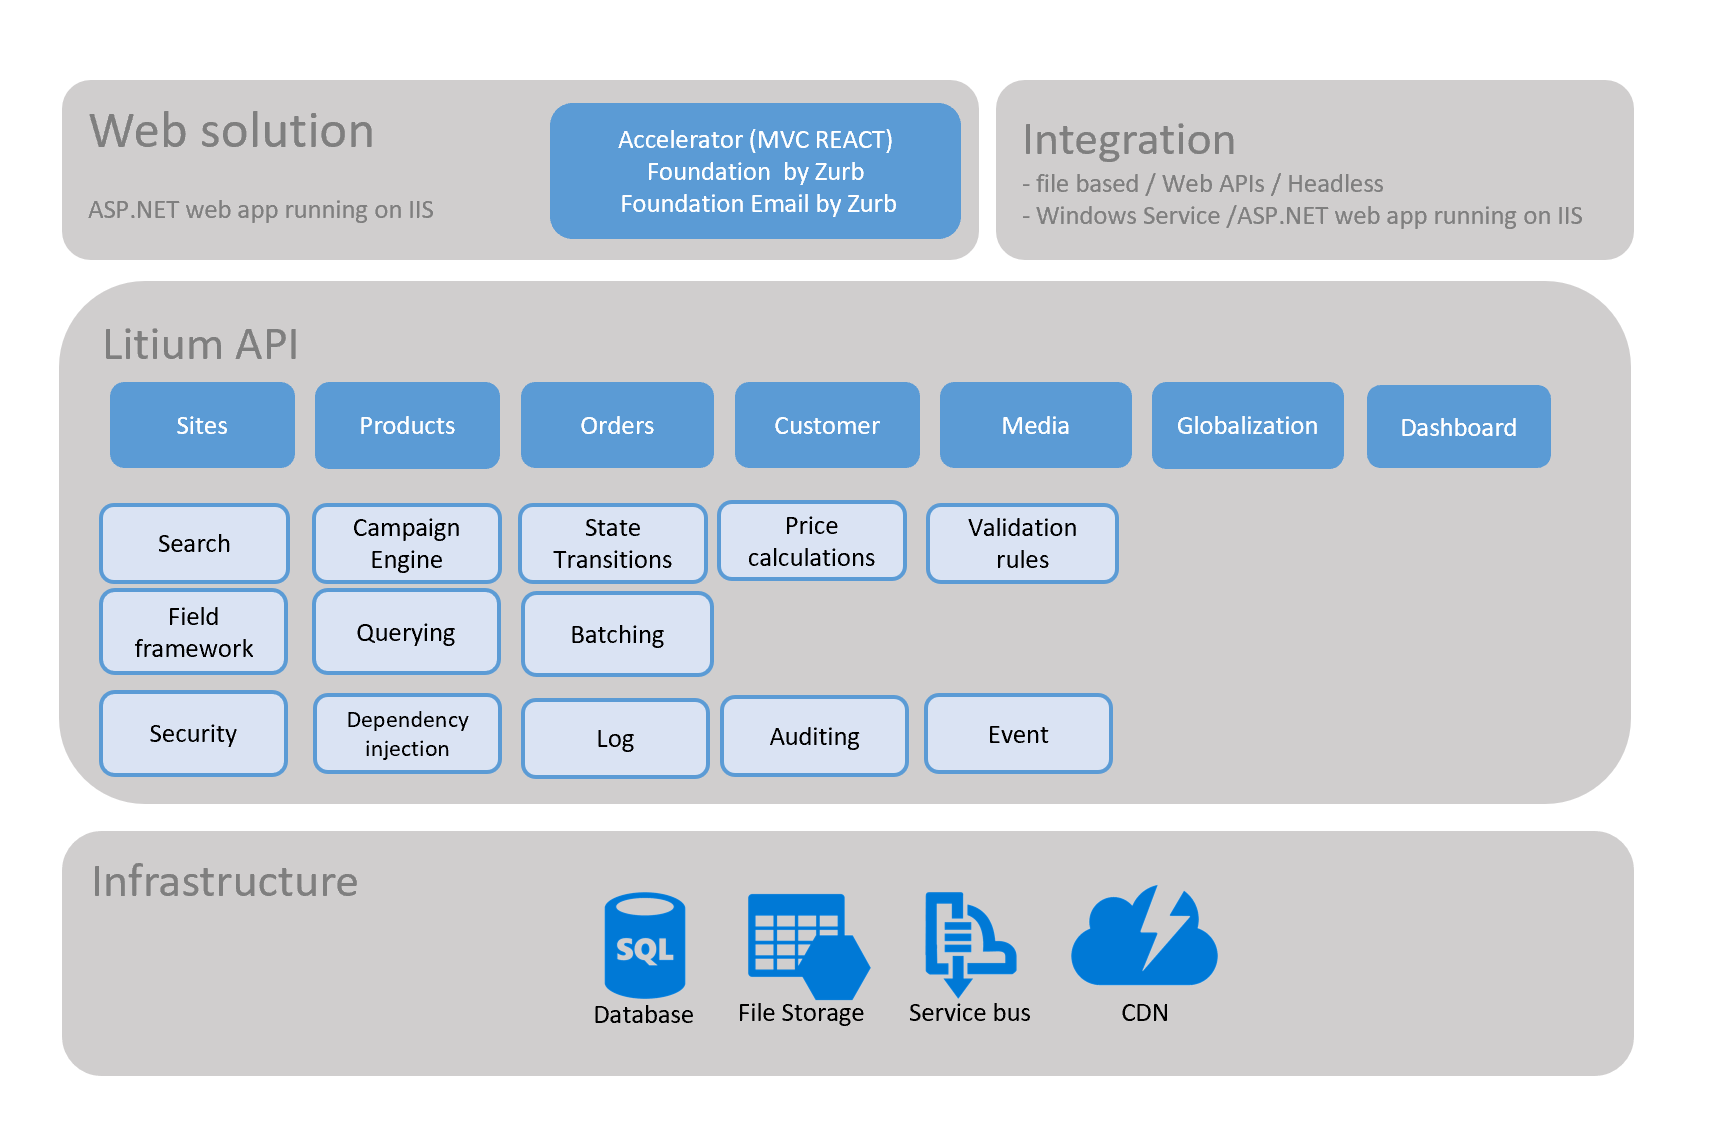 Web solution
ASP.NET web app running on IIS
Accelerator (MVC REACT)
Foundation by Zurb
Foundation Email by Zurb
Integration
- file based / Web APIs / Headless
- Windows Service /ASP.NET web app running on IIS
Litium API
Sites
Products
Orders
Customer
Media
Globalization
Dashboard
Search
Campaign
Engine
State
Transitions
Price
calculations
Validation
rules
Field
framework
Querying
Batching
Security
Dependency
injection
Log
Auditing
Event
Infrastructure
SQL
Database
File Storage
Service bus
CDN